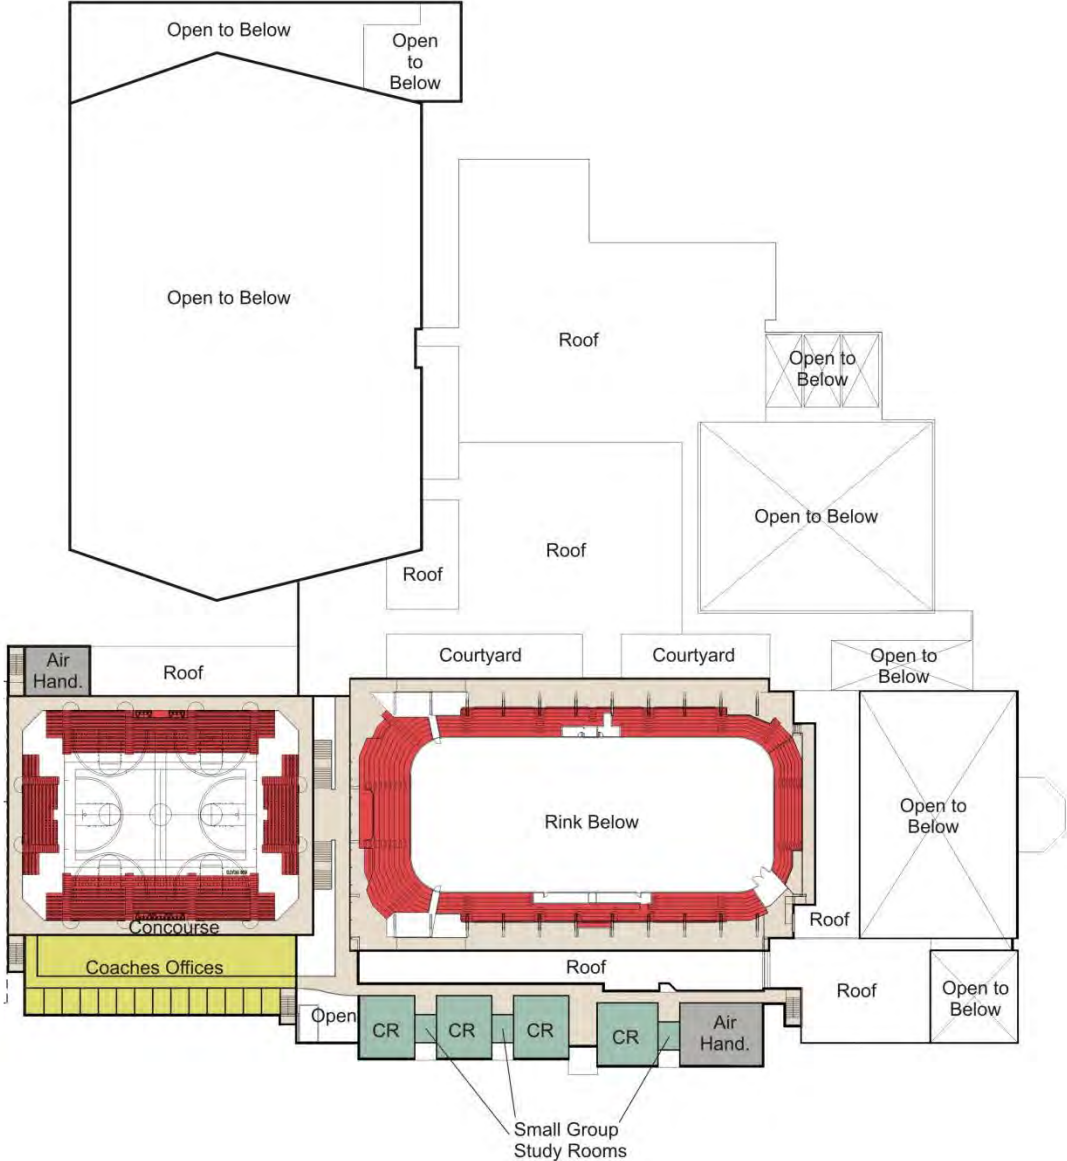 Open to Below
Open
to
Below
Open to Below
Roof
Open to
Below
Open to Below
Roof
Roof
Courtyard
Courtyard
Open to
Below
Air
Hand.
Roof
Rink Below
Open to
Below
Concourse
Roof
Coaches Offices
Roof
Roof
Open to
Below
Open
CR
CR
CR
CR
Air
Hand.
Small Group
Study Rooms